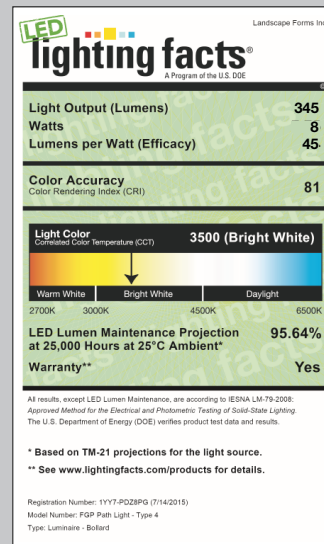 Landscape Forms Inc
LED
lighting facts®
A Program of the U.S. DOE
Light Output (Lumens) 345
Watts 8
Lumens per Watt (Efficacy) 45
Color Accuracy
Color Rendering Index (CRI) 81
Light Color
Correlated Color Temperature (CCT) 3500 (Bright White)
Warm White Bright White Daylight
2700K 3000K 4500K 6500K
LED Lumen Maintenance Projection
at 25,000 Hours at 25°C Ambient* 95.64%
Warranty** Yes
All results, except LED Lumen Maintenance, are according to IESNA LM-79-2008:
Approved Method for the Electrical and Photometric Testing of Solid-State Lighting.
The U.S. Department of Energy (DOE) verifies product test data and results.
* Based on TM-21 projections for the light source.
** See www.lightingfacts.com/products for details.
Registration Number: 1YY7-PDZ8PG (7/14/2015)
Model Number: FGP Path Light - Type 4
Type: Luminaire - Bollard